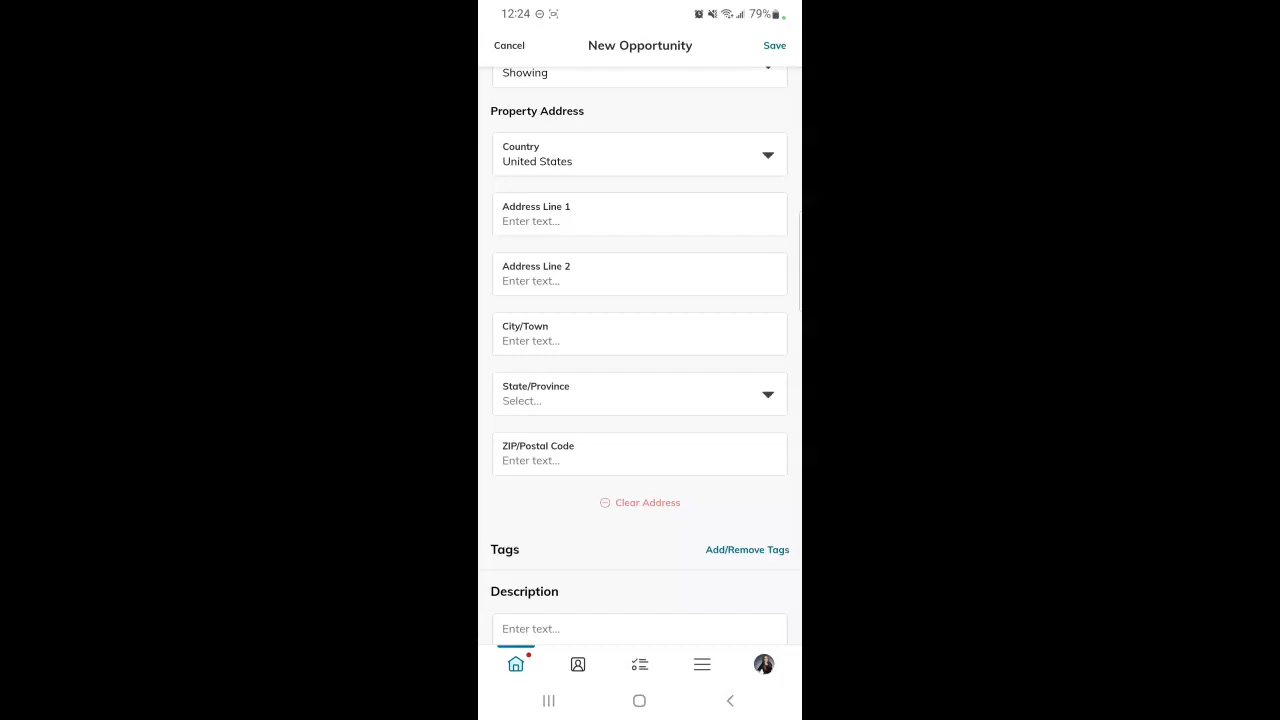 12:24
79%
Cancel
New Opportunity
Save
Showing
Property Address
Country
United States
Address Line 1
Enter text...
Address Line 2
Enter text...
City/Town
Enter text...
State/Province
Select...
ZIP/Postal Code
Enter text...
Clear Address
Tags
Add/Remove Tags
Description
Enter text...